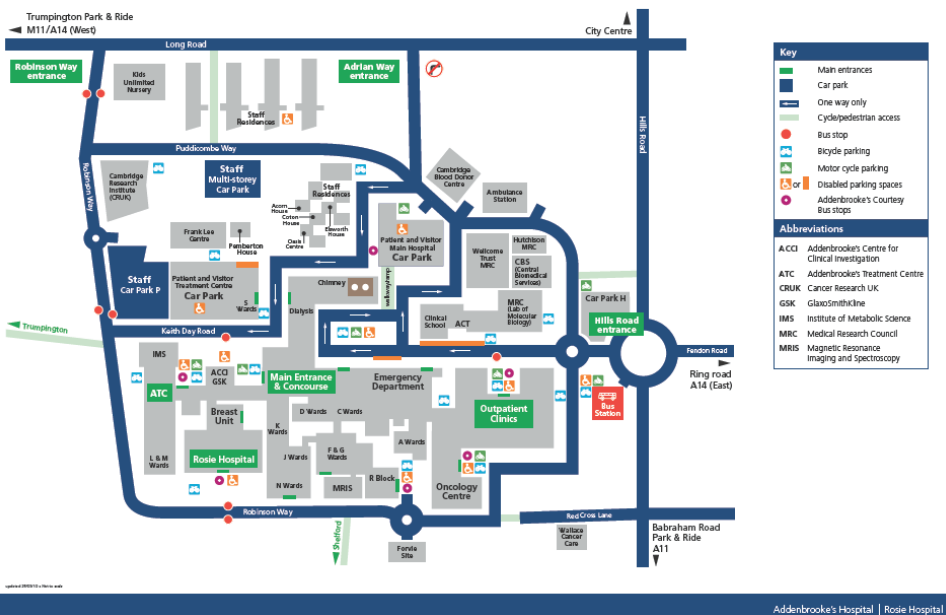 Trumpington Park & Ride
M11/A14 (West)
City Centre
Long Road
Robinson Way
entrance
Adrian Way
entrance
Kids
Unlimited
Nursery
Staff
Residences
Hills Road
Puddicombe Way
Robinson Way
Cambridge
Research
Institute
(CRUK)
Staff
Multi-storey
Car Park
Staff
Residences
Acorn
House
Coton
House
Elsworth
House
Oasis
Centre
Cambridge
Blood Donor
Centre
Ambulance
Station
Frank Lee
Centre
Pemberton
House
Patient and Visitor
Main Hospital
Car Park
Wellcome
Trust
MRC
Hutchison
MRC
CBS
(Central
Biomedical
Services)
Staff
Car Park P
Patient and Visitor
Treatment Centre
Car Park
S
Wards
Chimney
Dialysis
Clinical
School
ACT
MRC
(Lab of
Molecular
Biology)
Car Park H
Hills Road
entrance
Trumpington
Keith Day Road
Fendon Road
Ring road
A14 (East)
IMS
ATC
ACCI
GSK
Main Entrance
& Concourse
Emergency
Department
Outpatient
Clinics
Bus
Station
Breast
Unit
D Wards
C Wards
K
Wards
A Wards
L & M
Wards
Rosie Hospital
J Wards
F & G
Wards
R Block
N Wards
MRIS
Oncology
Centre
Robinson Way
Shelford
Forvie
Site
Red Cross Lane
Wallace
Cancer
Care
Babraham Road
Park & Ride
A11
Key
Main entrances
Car park
One way only
Cycle/pedestrian access
Bus stop
Bicycle parking
Motor cycle parking
or Disabled parking spaces
Addenbrooke's Courtesy
Bus stops
Abbreviations
ACCI Addenbrooke's Centre for
Clinical Investigation
ATC Addenbrooke's Treatment Centre
CRUK Cancer Research UK
GSK GlaxoSmithKline
IMS Institute of Metabolic Science
MRC Medical Research Council
MRIS Magnetic Resonance
Imaging and Spectroscopy
Addenbrooke's Hospital | Rosie Hospital